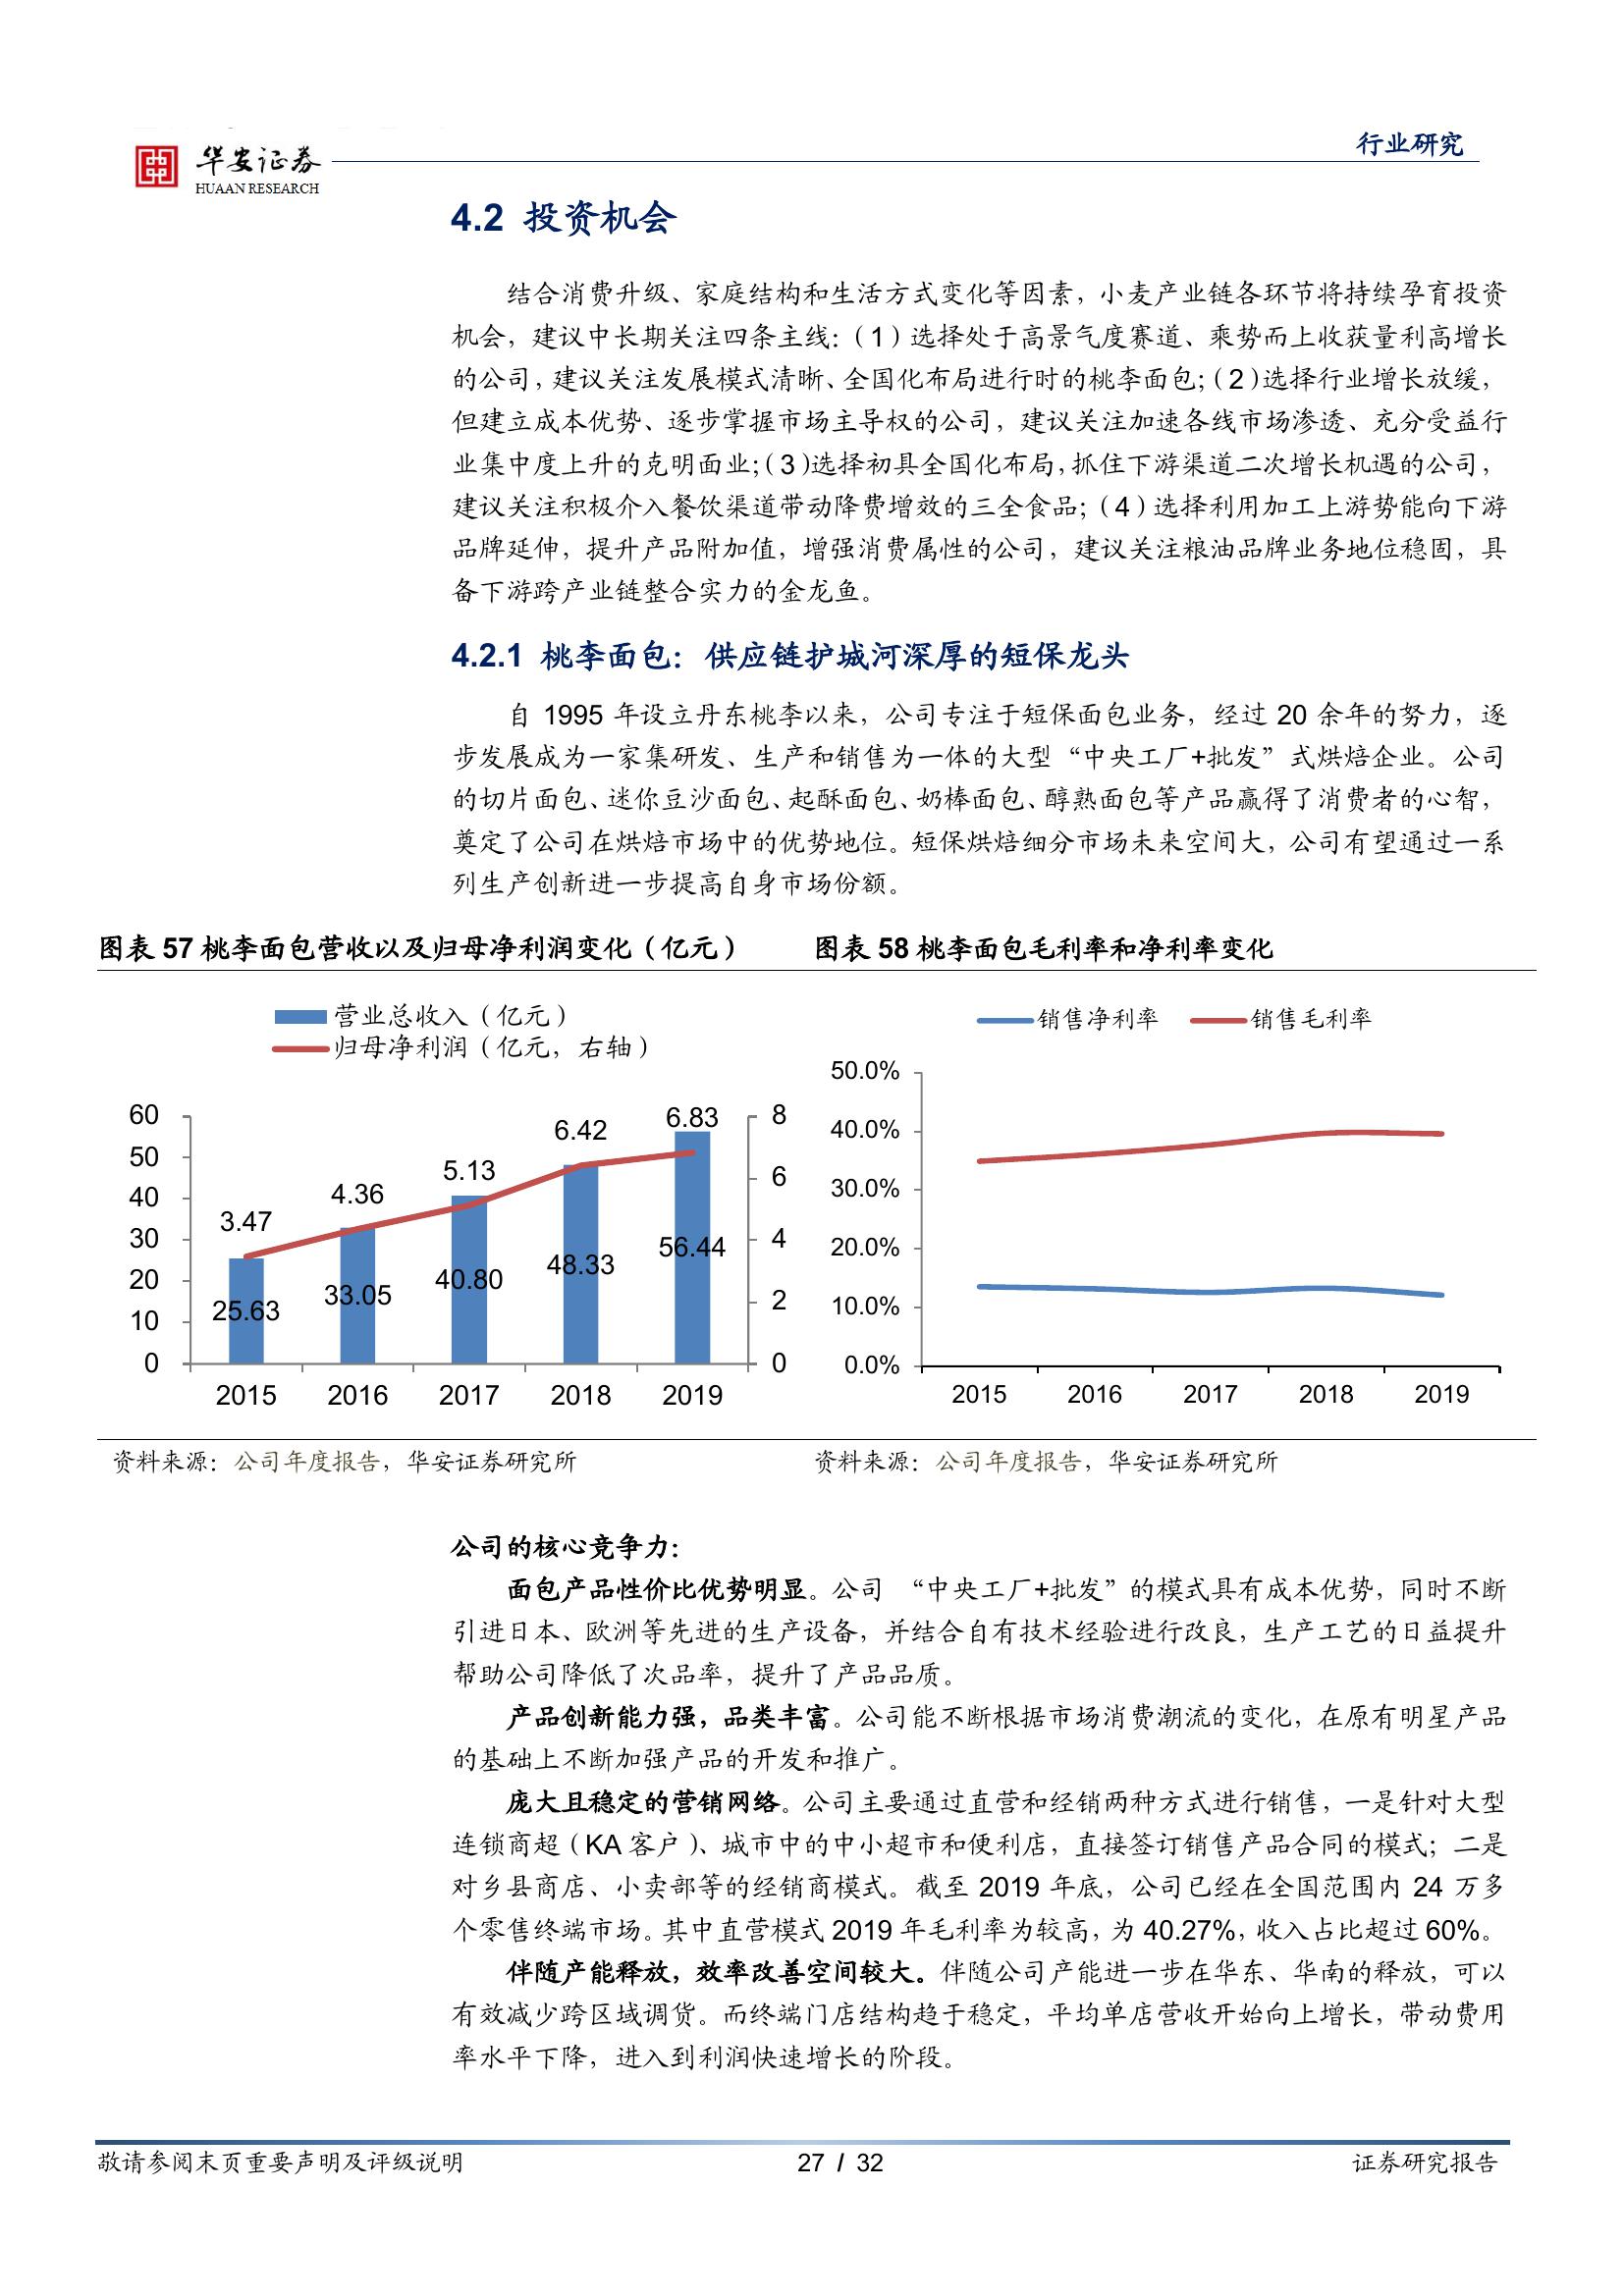 华安证券
HUAAN RESEARCH
行业研究
4.2 投资机会
结合消费升级、家庭结构和生活方式变化等因素，小麦产业链各环节将持续孕育投资
机会，建议中长期关注四条主线：（1）选择处于高景气度赛道、乘势而上收获量利高增长
的公司，建议关注发展模式清晰、全国化布局进行时的桃李面包；（2）选择行业增长放缓，
但建立成本优势、逐步掌握市场主导权的公司，建议关注加速各线市场渗透、充分受益行
业集中度上升的克明面业；（3）选择初具全国化布局，抓住下游渠道二次增长机遇的公司，
建议关注积极介入餐饮渠道带动降费增效的三全食品；（4）选择利用加工上游势能向下游
品牌延伸，提升产品附加值，增强消费属性的公司，建议关注粮油品牌业务地位稳固，具
备下游跨产业链整合实力的金龙鱼。
4.2.1 桃李面包：供应链护城河深厚的短保龙头
自 1995 年设立丹东桃李以来，公司专注于短保面包业务，经过 20 余年的努力，逐
步发展成为一家集研发、生产和销售为一体的大型“中央工厂+批发”式烘焙企业。公司
的切片面包、迷你豆沙面包、起酥面包、奶棒面包、醇熟面包等产品赢得了消费者的心智，
奠定了公司在烘焙市场中的优势地位。短保烘焙细分市场未来空间大，公司有望通过一系
列生产创新进一步提高自身市场份额。
图表 57 桃李面包营收以及归母净利润变化（亿元）
营业总收入（亿元）
归母净利润（亿元，右轴）
60 50 40 30 20 10 0
8 6 4 2 0
3.47 4.36 5.13 6.42 6.83
25.63 33.05 40.80 48.33 56.44
2015 2016 2017 2018 2019
资料来源：公司年度报告，华安证券研究所
图表 58 桃李面包毛利率和净利率变化
销售净利率 销售毛利率
50.0%
40.0%
30.0%
20.0%
10.0%
0.0%
2015 2016 2017 2018 2019
资料来源：公司年度报告，华安证券研究所
公司的核心竞争力：
面包产品性价比优势明显。公司 “中央工厂+批发”的模式具有成本优势，同时不断
引进日本、欧洲等先进的生产设备，并结合自有技术经验进行改良，生产工艺的日益提升
帮助公司降低了次品率，提升了产品品质。
产品创新能力强，品类丰富。公司能不断根据市场消费潮流的变化，在原有明星产品
的基础上不断加强产品的开发和推广。
庞大且稳定的营销网络。公司主要通过直营和经销两种方式进行销售，一是针对大型
连锁商超（KA 客户）、城市中的中小超市和便利店，直接签订销售产品合同的模式；二是
对乡县商店、小卖部等的经销商模式。截至 2019 年底，公司已经在全国范围内 24 万多
个零售终端市场。其中直营模式 2019 年毛利率为较高，为 40.27%，收入占比超过 60%。
伴随产能释放，效率改善空间较大。伴随公司产能进一步在华东、华南的释放，可以
有效减少跨区域调货。而终端门店结构趋于稳定，平均单店营收开始向上增长，带动费用
率水平下降，进入到利润快速增长的阶段。
敬请参阅末页重要声明及评级说明
27 / 32
证券研究报告